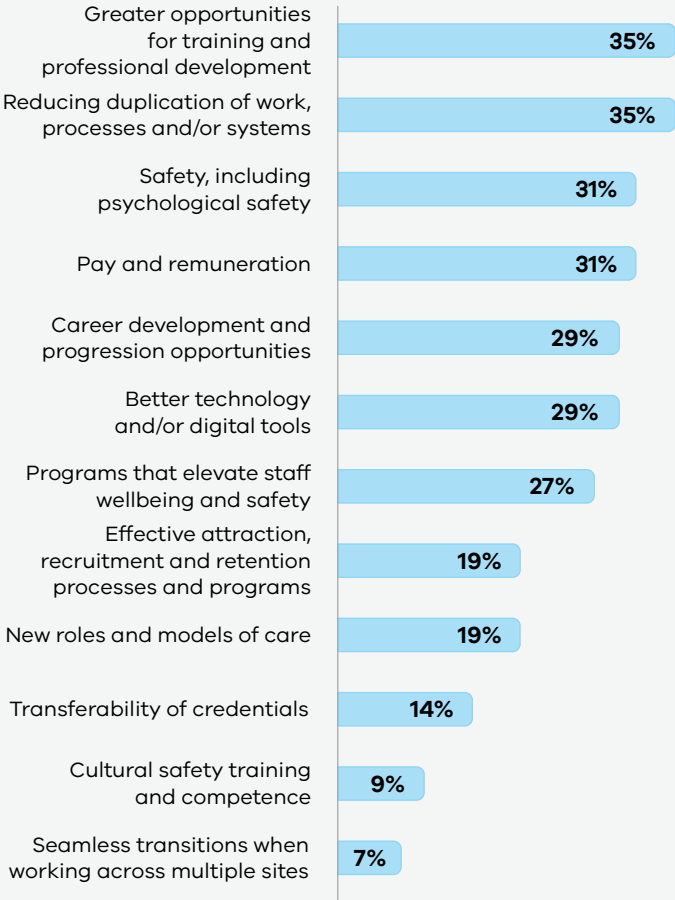 Greater opportunities
for training and
professional development
35%
Reducing duplication of work,
processes and/or systems
35%
Safety, including
psychological safety
31%
Pay and remuneration
31%
Career development and
progression opportunities
29%
Better technology
and/or digital tools
29%
Programs that elevate staff
wellbeing and safety
27%
Effective attraction,
recruitment and retention
processes and programs
19%
New roles and models of care
19%
Transferability of credentials
14%
Cultural safety training
and competence
9%
Seamless transitions when
working across multiple sites
7%